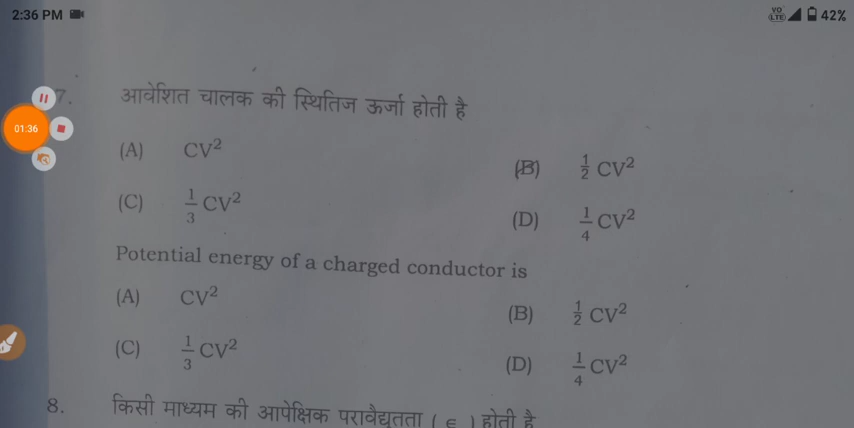 2:36 PM
VO LTE 42%
7. आवेशित चालक की स्थितिज ऊर्जा होती है
01:36
(A) CV²
(B) ½ CV²
(C) 1/3 CV²
(D) 1/4 CV²
Potential energy of a charged conductor is
(A) CV²
(B) ½ CV²
(C) 1/3 CV²
(D) 1/4 CV²
8. किसी माध्यम की आपेक्षिक परावैद्युतता ( ∈ ) होती है